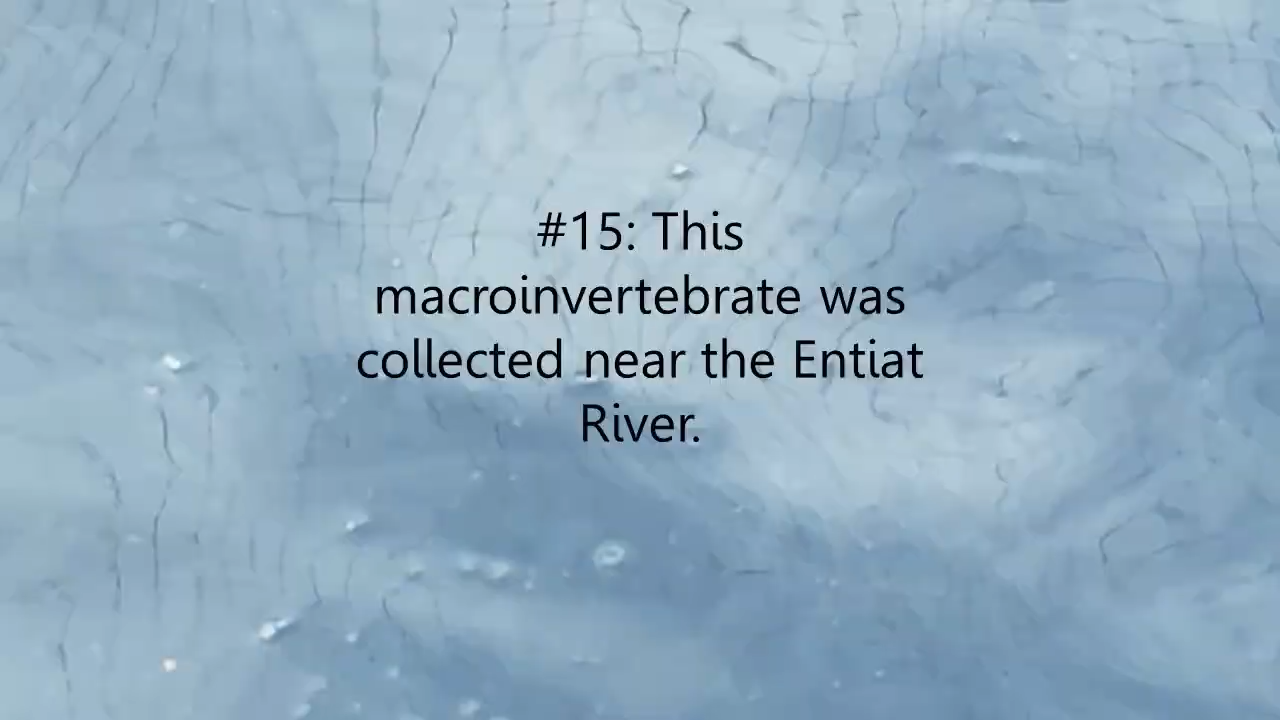 #15: This
macroinvertebrate was
collected near the Entiat
River.